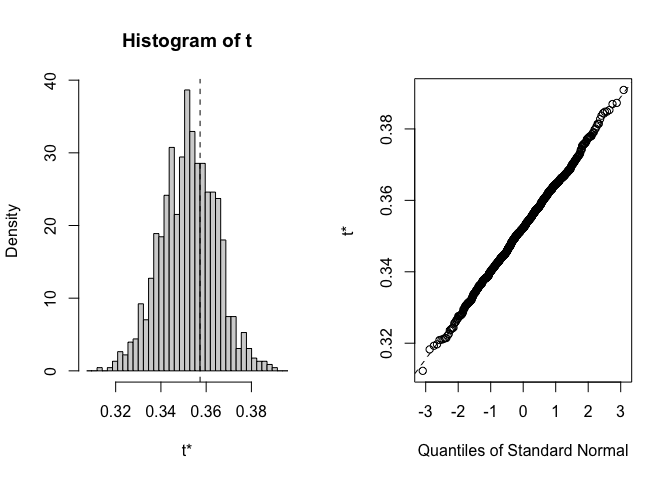 Histogram of t
Density
0
10
20
30
40
0.32 0.34 0.36 0.38
t*
t*
0.32
0.34
0.36
0.38
-3 -2 -1 0 1 2 3
Quantiles of Standard Normal